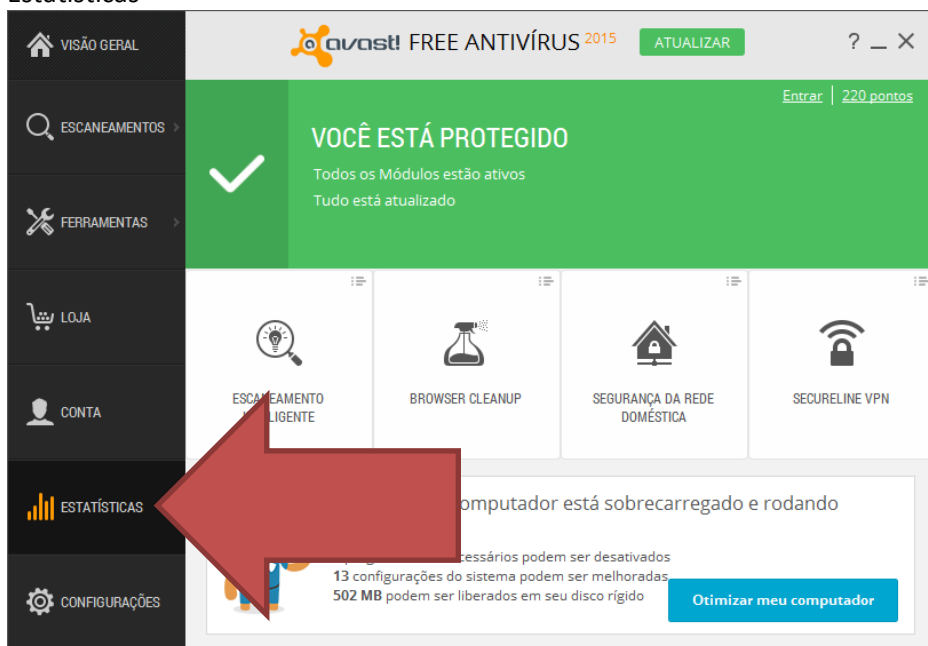 Estatísticas
VISÃO GERAL
avast! FREE ANTIVÍRUS 2015
ATUALIZAR
?
ESCANEAMENTOS
FERRAMENTAS
LOJA
CONTA
ESTATÍSTICAS
CONFIGURAÇÕES
Entrar | 220 pontos
VOCÊ ESTÁ PROTEGIDO
Todos os Módulos estão ativos
Tudo está atualizado
ESCANEAMENTO
BROWSER CLEANUP
SEGURANÇA DA REDE
DOMÉSTICA
SECURELINE VPN
está sobrecarregado e rodando
podem ser desativados
13 configurações do sistema podem ser melhoradas
502 MB podem ser liberados em seu disco rígido
Otimizar meu computador